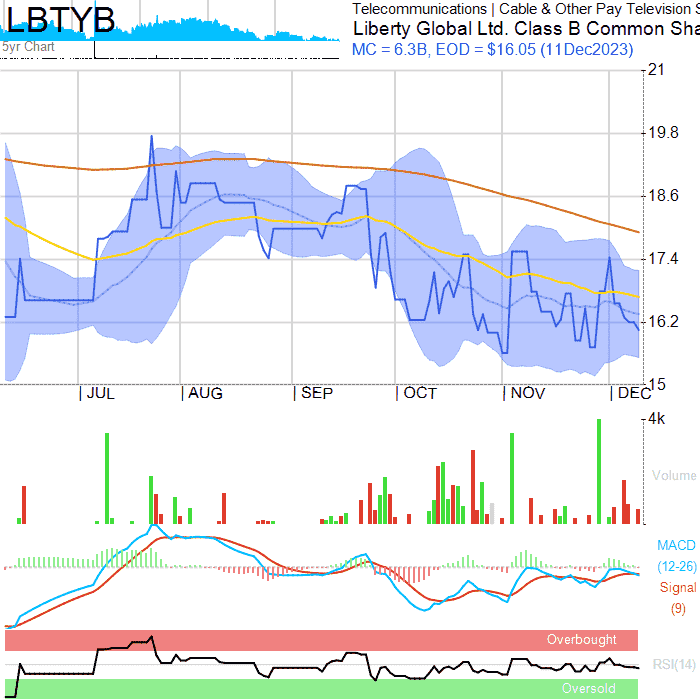 LBTYB
5yr Chart
Telecommunications | Cable & Other Pay Television S
Liberty Global Ltd. Class B Common Sha
MC = 6.3B, EOD = $16.05 (11Dec2023)
21
19.8
18.6
17.4
16.2
15
| JUL | AUG | SEP | OCT | NOV | DEC
4k
Volume
MACD
(12-26)
Signal
(9)
Overbought
RSI(14)
Oversold